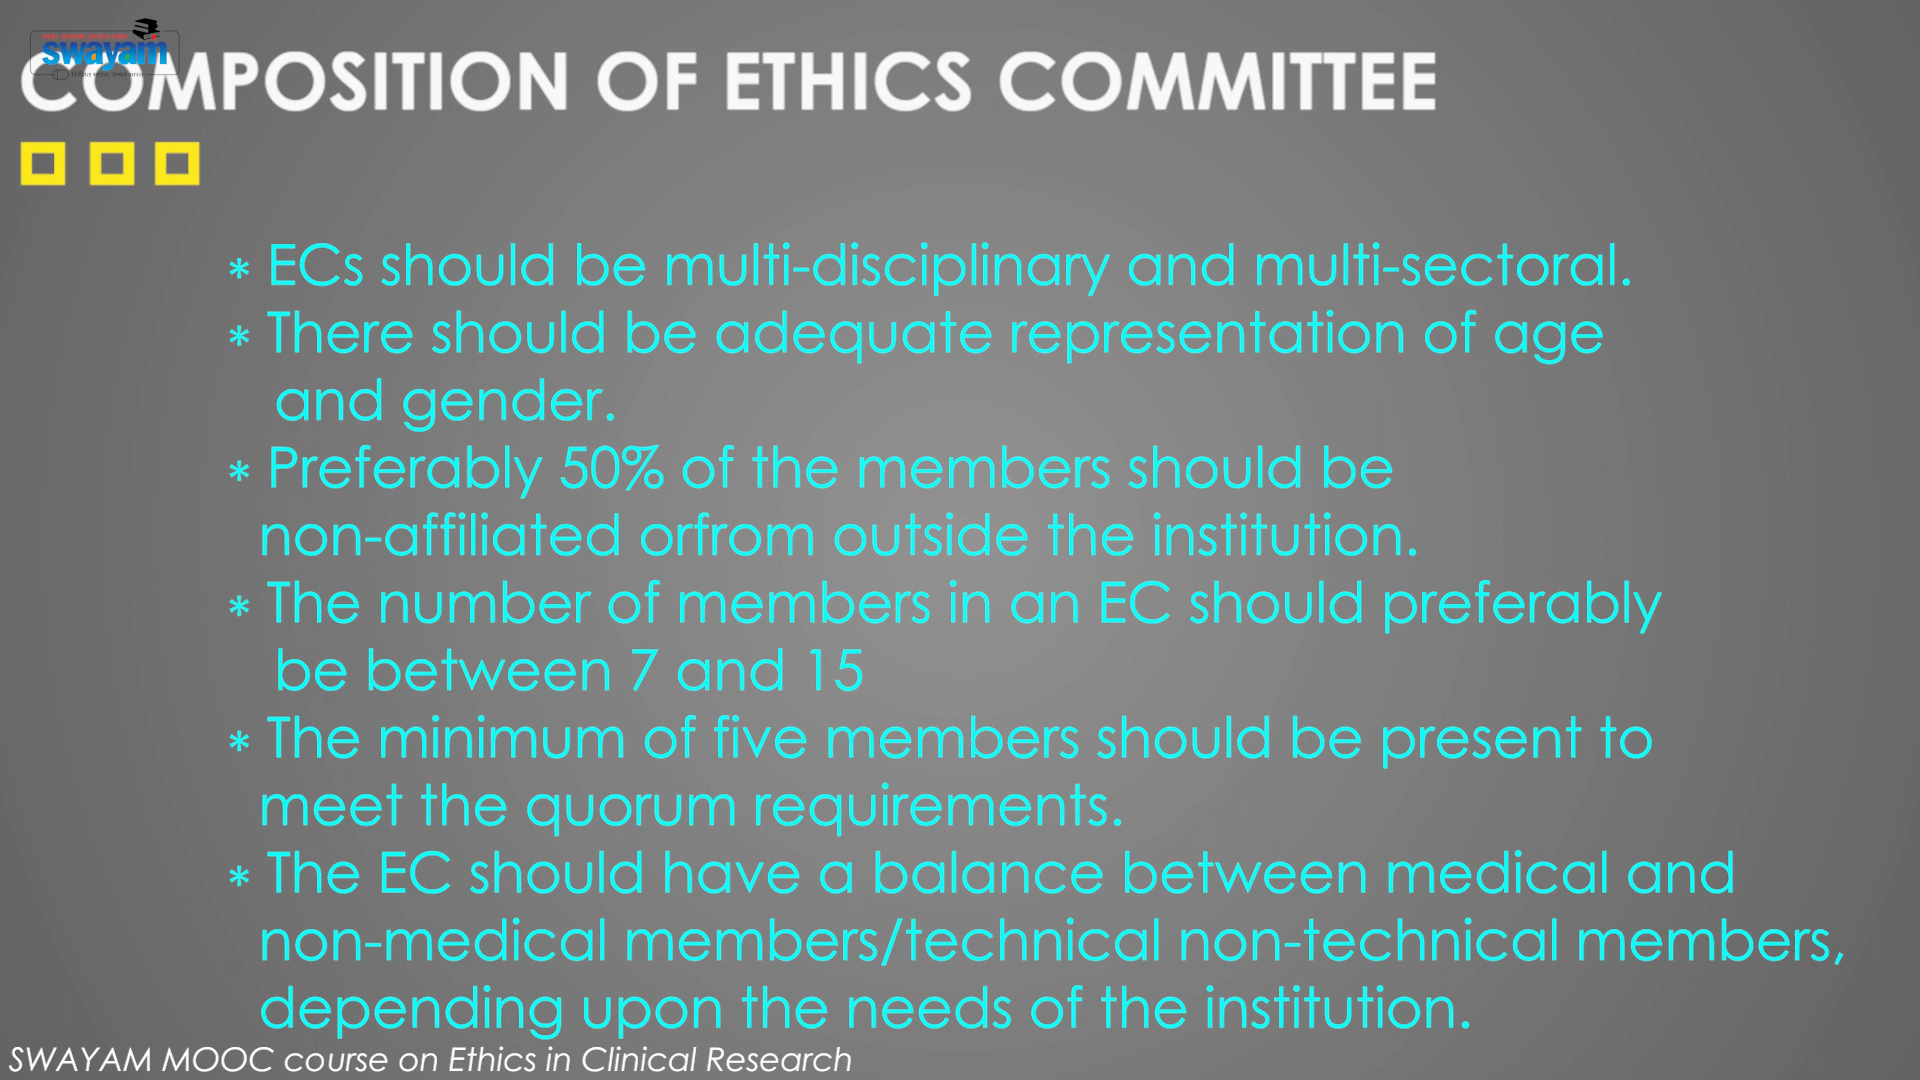 swayam
COMPOSITION OF ETHICS COMMITTEE
* ECs should be multi-disciplinary and multi-sectoral.
* There should be adequate representation of age
and gender.
* Preferably 50% of the members should be
non-affiliated orfrom outside the institution.
* The number of members in an EC should preferably
be between 7 and 15
* The minimum of five members should be present to
meet the quorum requirements.
* The EC should have a balance between medical and
non-medical members/technical non-technical members,
depending upon the needs of the institution.
SWAYAM MOOC course on Ethics in Clinical Research